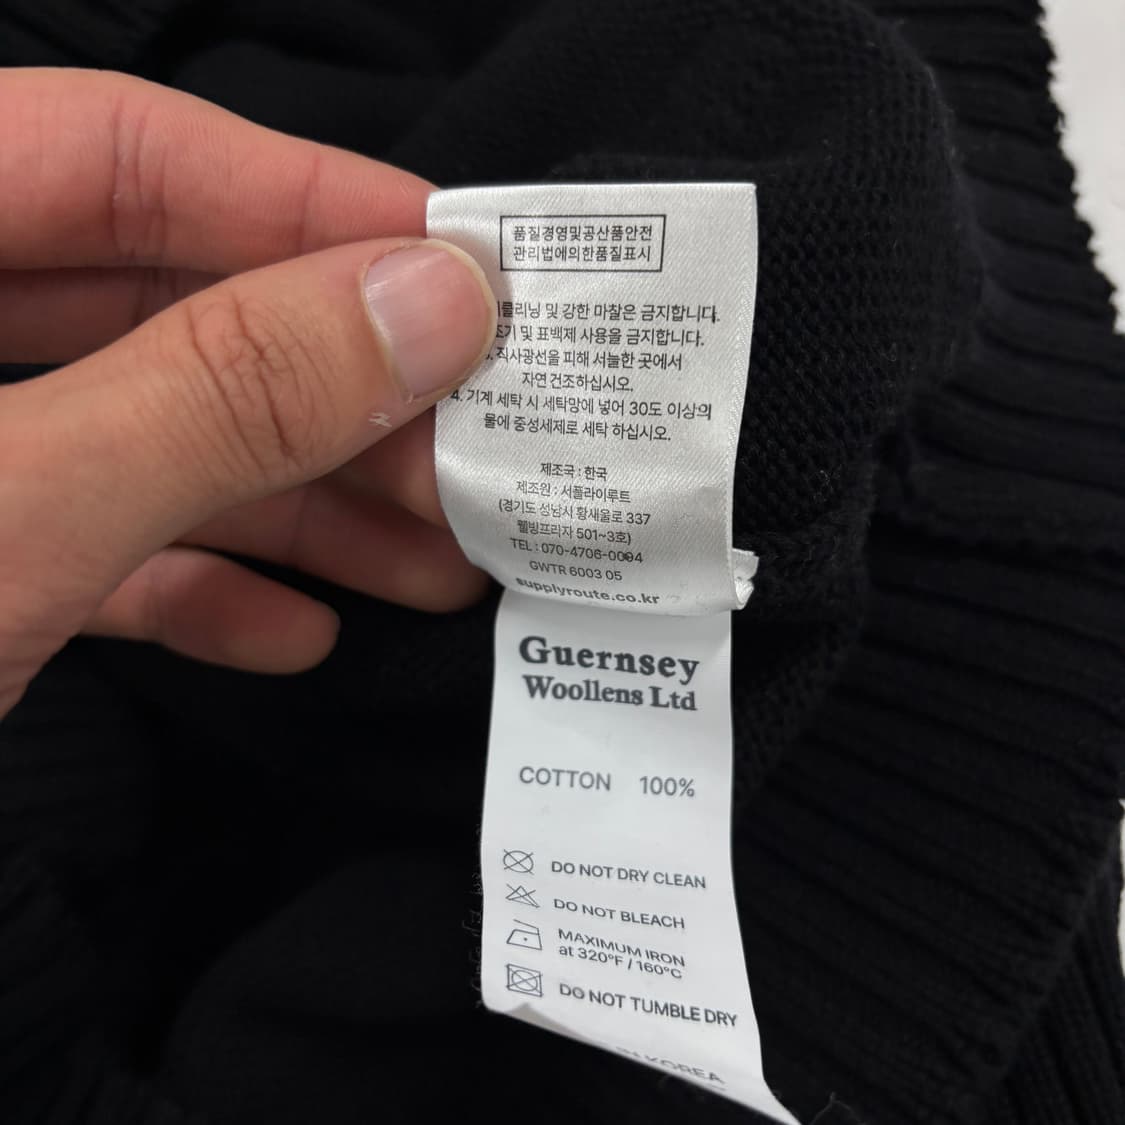 품질경영및공산품안전
관리법에의한품질표시
클리닝 및 강한 마찰은 금지합니다.
조기 및 표백제 사용을 금지합니다.
. 직사광선을 피해 서늘한 곳에서
자연 건조하십시오.
4. 기계 세탁 시 세탁망에 넣어 30도 이상의
물에 중성세제로 세탁 하십시오.
제조국 : 한국
제조원 : 서플라이루트
(경기도 성남시 황새울로 337
웰빙프라자 501~3호)
TEL : 070-4706-0094
GWTR 6003 05
supplyroute.co.kr
Guernsey
Woollens Ltd
COTTON 100%
DO NOT DRY CLEAN
DO NOT BLEACH
MAXIMUM IRON
at 320°F / 160°C
DO NOT TUMBLE DRY
IN KOREA